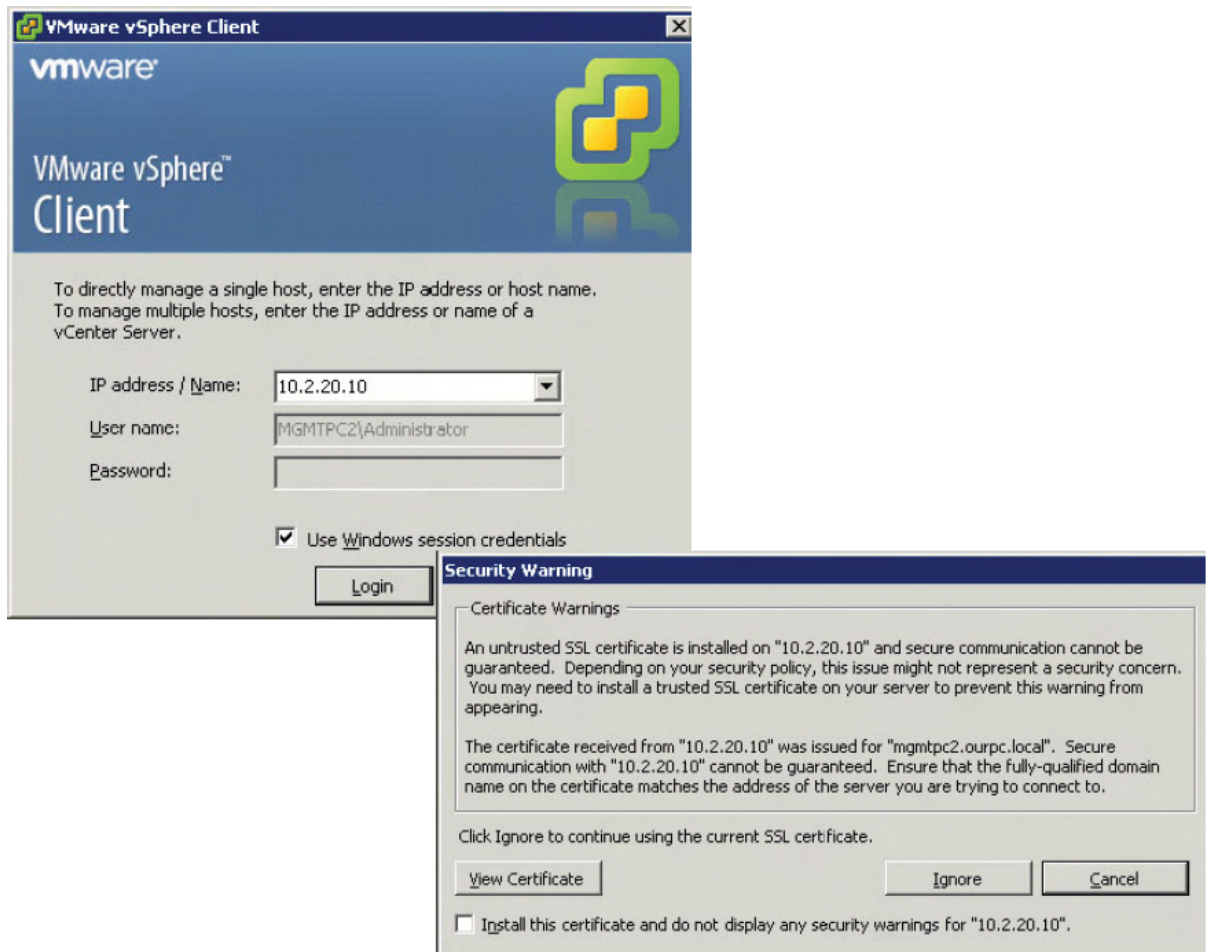 VMware vSphere Client
vmware
VMware vSphere™
Client
To directly manage a single host, enter the IP address or host name.
To manage multiple hosts, enter the IP address or name of a
vCenter Server.
IP address / Name: 10.2.20.10
User name: MGMTPC2\Administrator
Password:
Use Windows session credentials
Login
Security Warning
Certificate Warnings
An untrusted SSL certificate is installed on "10.2.20.10" and secure communication cannot be
guaranteed. Depending on your security policy, this issue might not represent a security concern.
You may need to install a trusted SSL certificate on your server to prevent this warning from
appearing.
The certificate received from "10.2.20.10" was issued for "mgmtpc2.ourpc.local". Secure
communication with "10.2.20.10" cannot be guaranteed. Ensure that the fully-qualified domain
name on the certificate matches the address of the server you are trying to connect to.
Click Ignore to continue using the current SSL certificate.
View Certificate Ignore Cancel
Install this certificate and do not display any security warnings for "10.2.20.10".